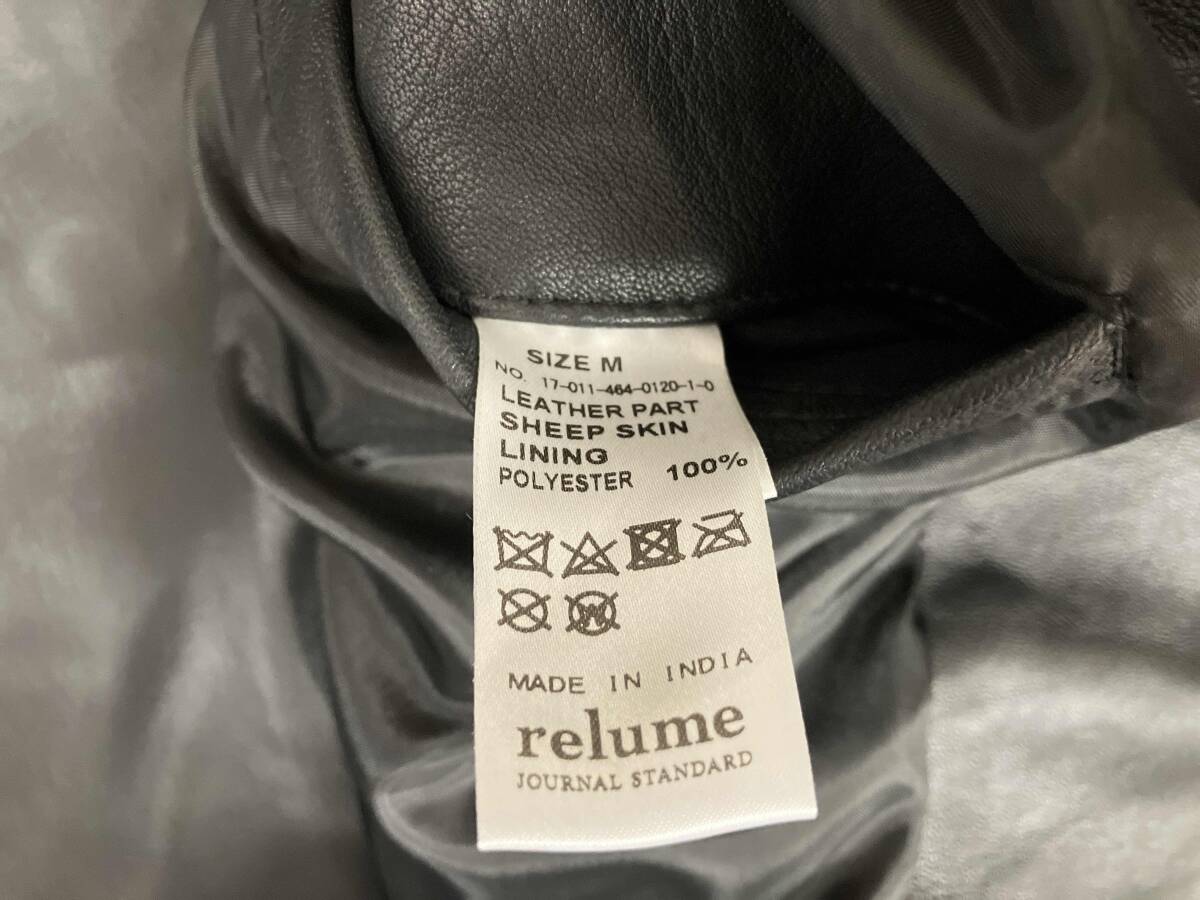 SIZE M
NO. 17-011-464-0120-1-0
LEATHER PART
SHEEP SKIN
LINING
POLYESTER 100%
W
MADE IN INDIA
relume
JOURNAL STANDARD